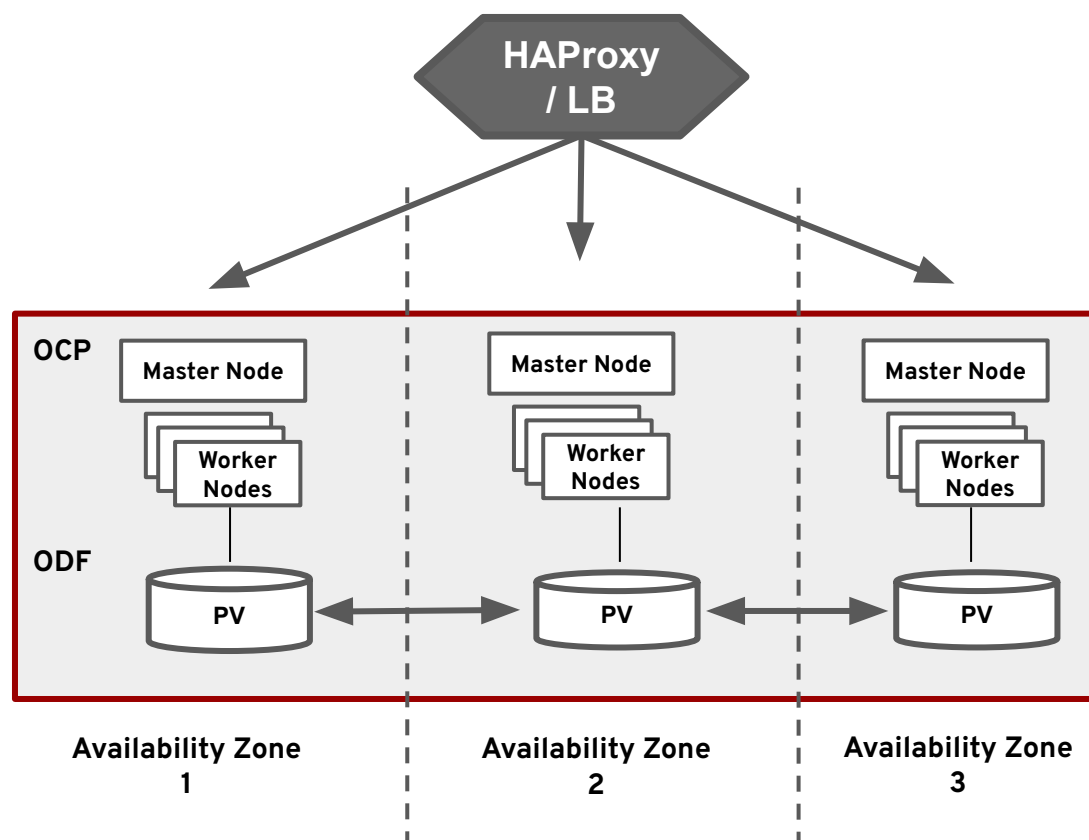 HAProxy
/ LB
OCP
Master Node
Master Node
Master Node
Worker
Nodes
Worker
Nodes
Worker
Nodes
ODF
PV
PV
PV
Availability Zone
1
Availability Zone
2
Availability Zone
3